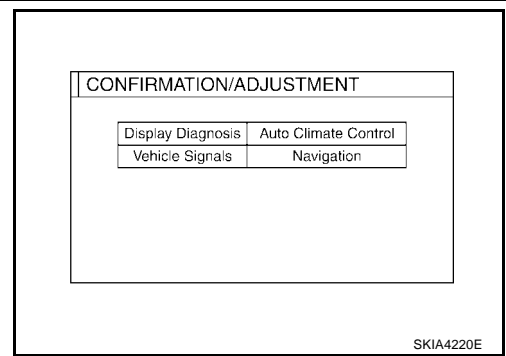 CONFIRMATION/ADJUSTMENT
Display Diagnosis Auto Climate Control
Vehicle Signals Navigation
SKIA4220E